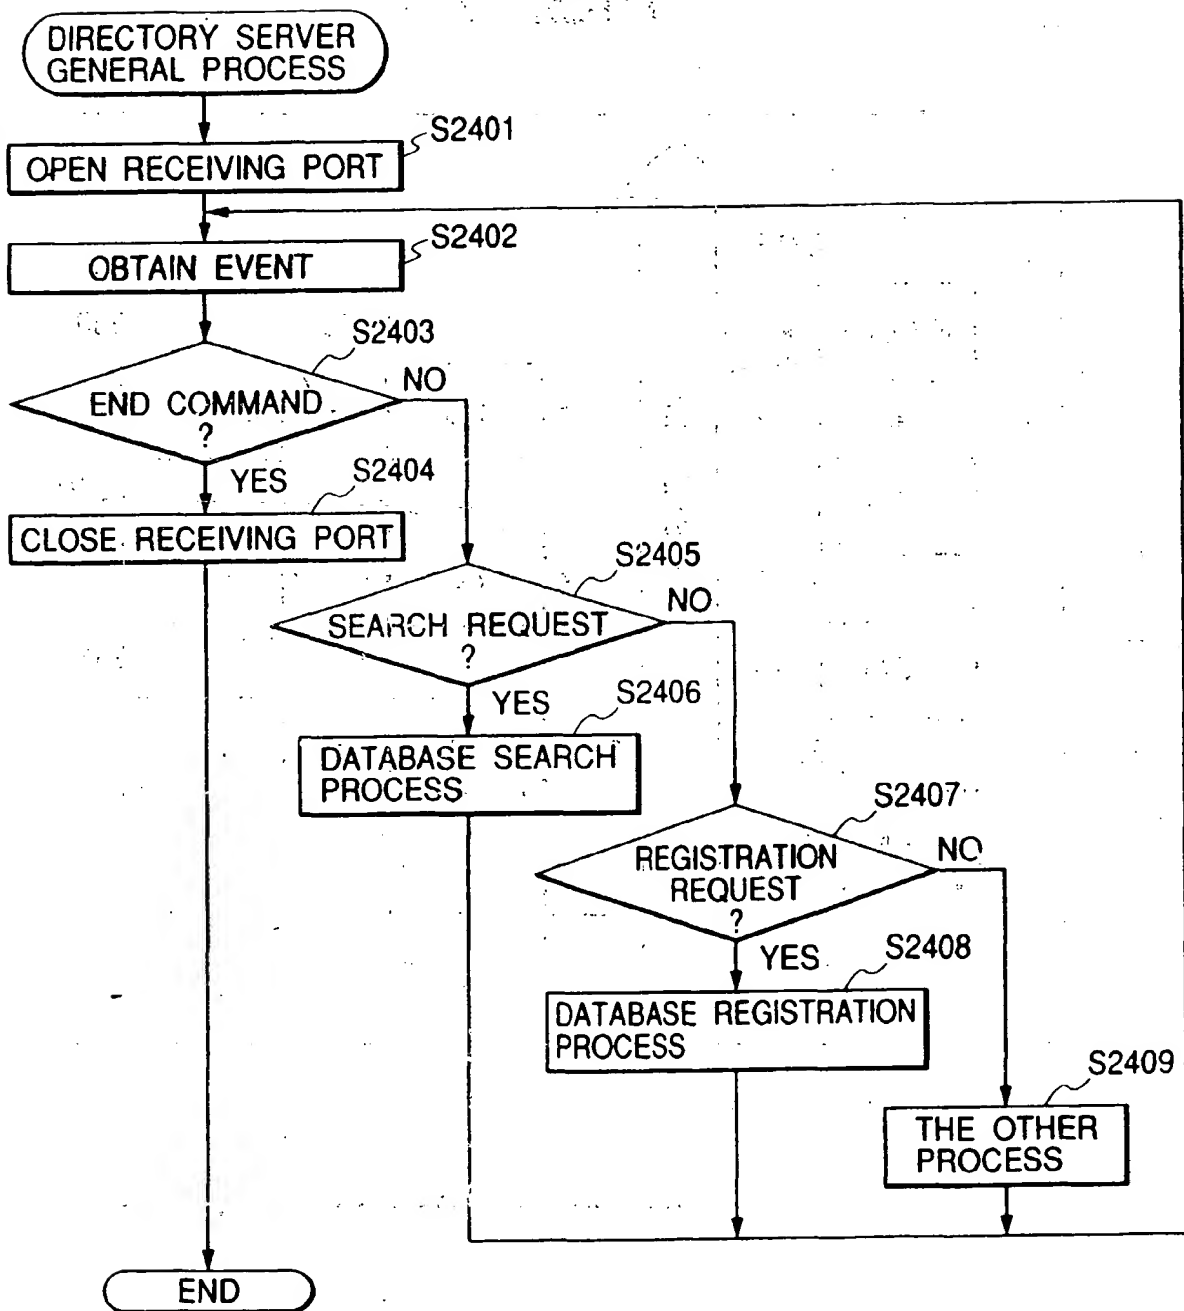 DIRECTORY SERVER
GENERAL PROCESS
S2401
OPEN RECEIVING PORT
S2402
OBTAIN EVENT
S2403
END COMMAND
?
NO
YES
S2404
CLOSE RECEIVING PORT
S2405
SEARCH REQUEST
?
NO
YES
S2406
DATABASE SEARCH
PROCESS
S2407
REGISTRATION
REQUEST
?
NO
YES
S2408
DATABASE REGISTRATION
PROCESS
S2409
THE OTHER
PROCESS
END